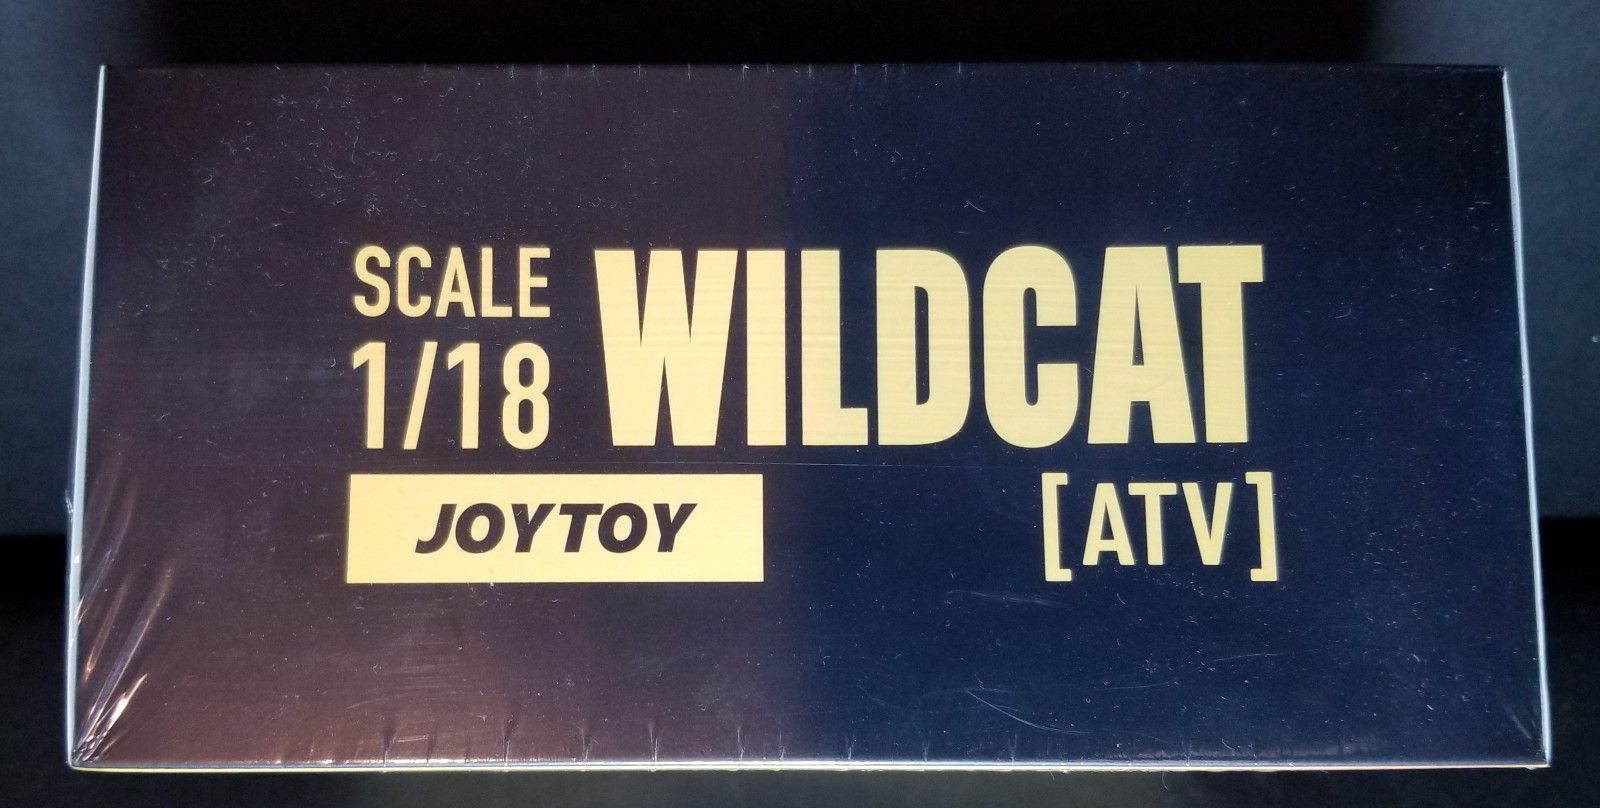 SCALE
1/18
WILDCAT
JOYTOY
[ATV]